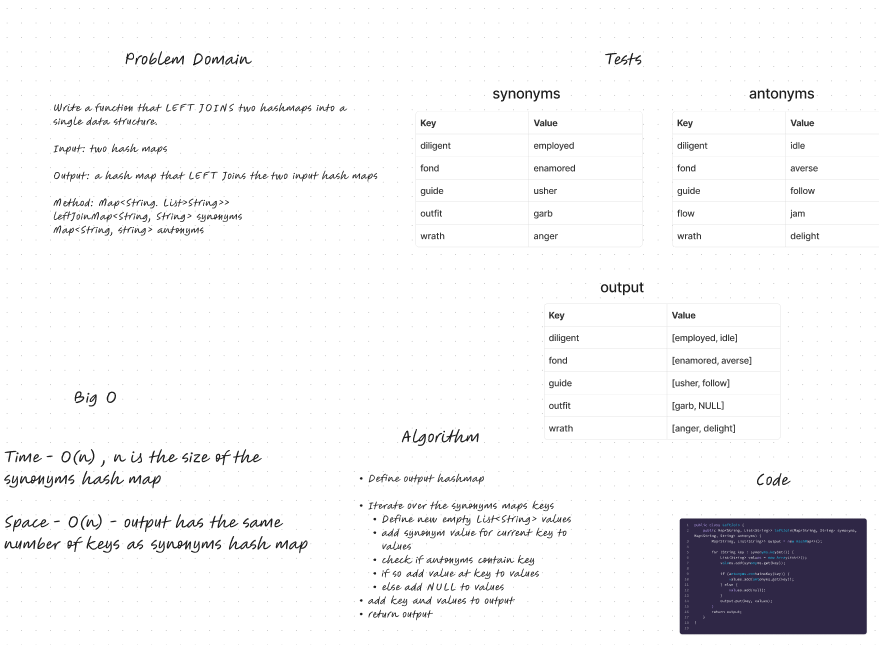 Problem Domain
Write a function that LEFT JOINS two hashmaps into a
single data structure.
Input: two hash maps
Output: a hash map that LEFT Joins the two input hash maps
Method: Map<String. List>String>>
leftJoinMap<String, String> synonyms
Map<String, string> antonyms
Tests
synonyms
Key Value
diligent employed
fond enamored
guide usher
outfit garb
wrath anger
antonyms
Key Value
diligent idle
fond averse
guide follow
flow jam
wrath delight
output
Key Value
diligent [employed, idle]
fond [enamored, averse]
guide [usher, follow]
outfit [garb, NULL]
wrath [anger, delight]
Big O
Time - O(n) , n is the size of the
synonyms hash map
Space - O(n) - output has the same
number of keys as synonyms hash map
Algorithm
• Define output hashmap
• Iterate over the synonyms maps keys
• Define new empty List<String> values
• add synonym value for current key to
values
• check if antonyms contain key
• if so add value at key to values
• else add NULL to values
• add key and values to output
• return output
Code